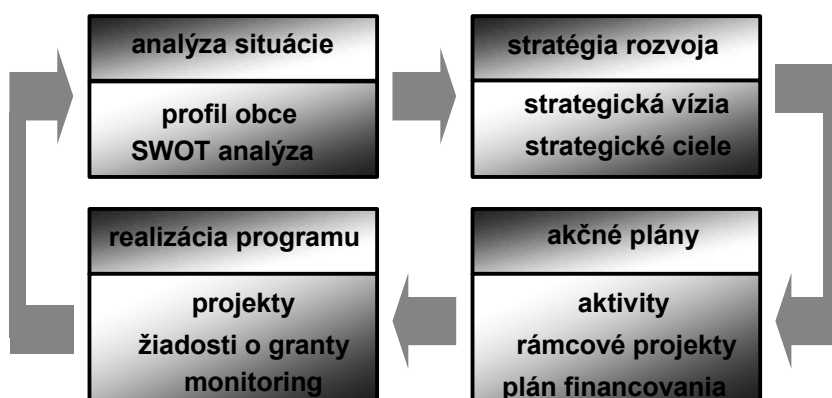 analýza situácie
profil obce
SWOT analýza
stratégia rozvoja
strategická vízia
strategické ciele
realizácia programu
projekty
žiadosti o granty
monitoring
akčné plány
aktivity
rámcové projekty
plán financovania